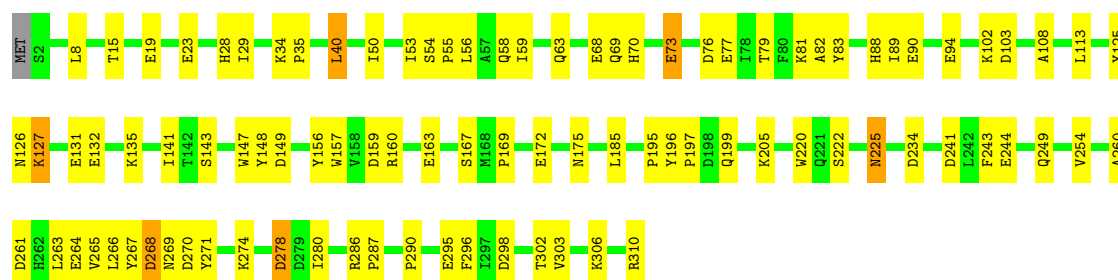 MET S2 L8 T15 E19 E23 H28 I29 K34 P35 L40 I50 I53 S54 P55 L56 A57 Q58 I59 Q63 E68 Q69 H70 E73 D76 E77 I78 T79 F80 K81 A82 Y83 H88 I89 E90 E94 K102 D103 A108 L113 Y125
N126 K127 E131 E132 K135 I141 T142 S143 W147 Y148 D149 Y156 W157 V158 D159 R160 E163 S167 M168 P169 E172 N175 L185 P195 Y196 P197 D198 Q199 K205 W220 Q221 S222 N225 D234 D241 L242 F243 E244 Q249 V254 A260
D261 H262 L263 E264 V265 L266 Y267 D268 N269 D270 Y271 K274 D278 D279 I280 R286 P287 P290 E295 F296 I297 D298 T302 V303 K306 R310